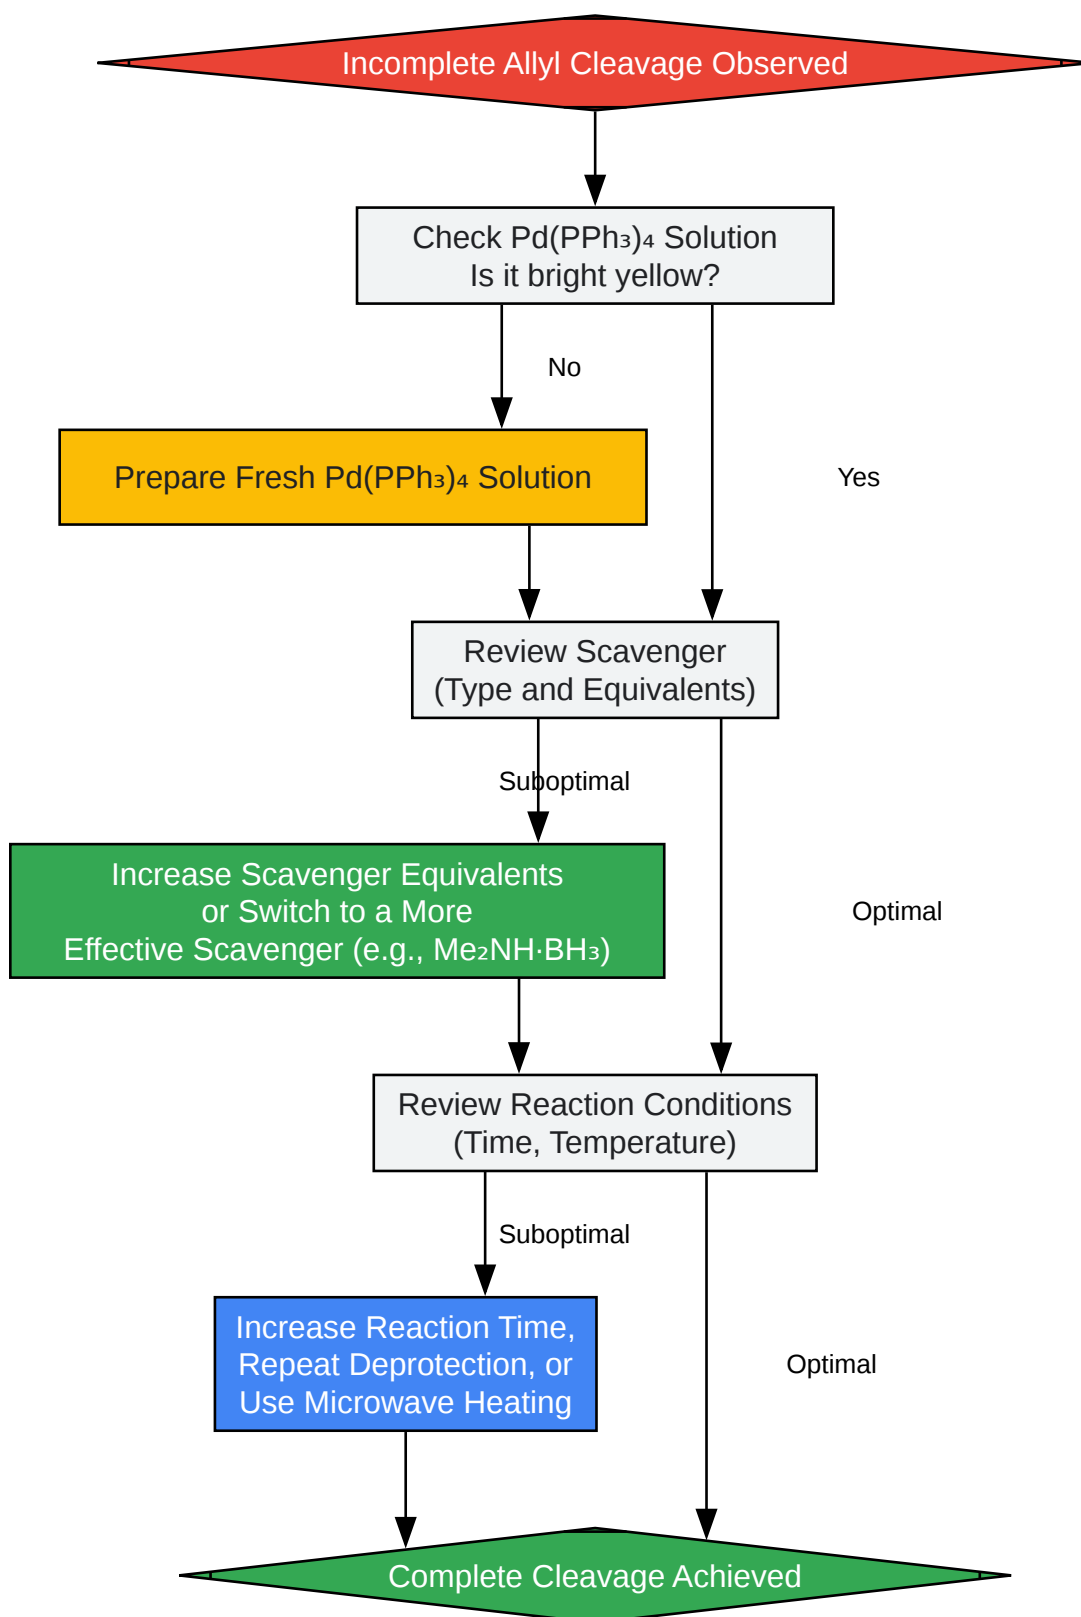 Incomplete Allyl Cleavage Observed
Check Pd(PPh₃)₄ Solution
Is it bright yellow?
No
Prepare Fresh Pd(PPh₃)₄ Solution
Yes
Review Scavenger
(Type and Equivalents)
Suboptimal
Increase Scavenger Equivalents
or Switch to a More
Effective Scavenger (e.g., Me₂NH·BH₃)
Optimal
Review Reaction Conditions
(Time, Temperature)
Suboptimal
Increase Reaction Time,
Repeat Deprotection, or
Use Microwave Heating
Optimal
Complete Cleavage Achieved